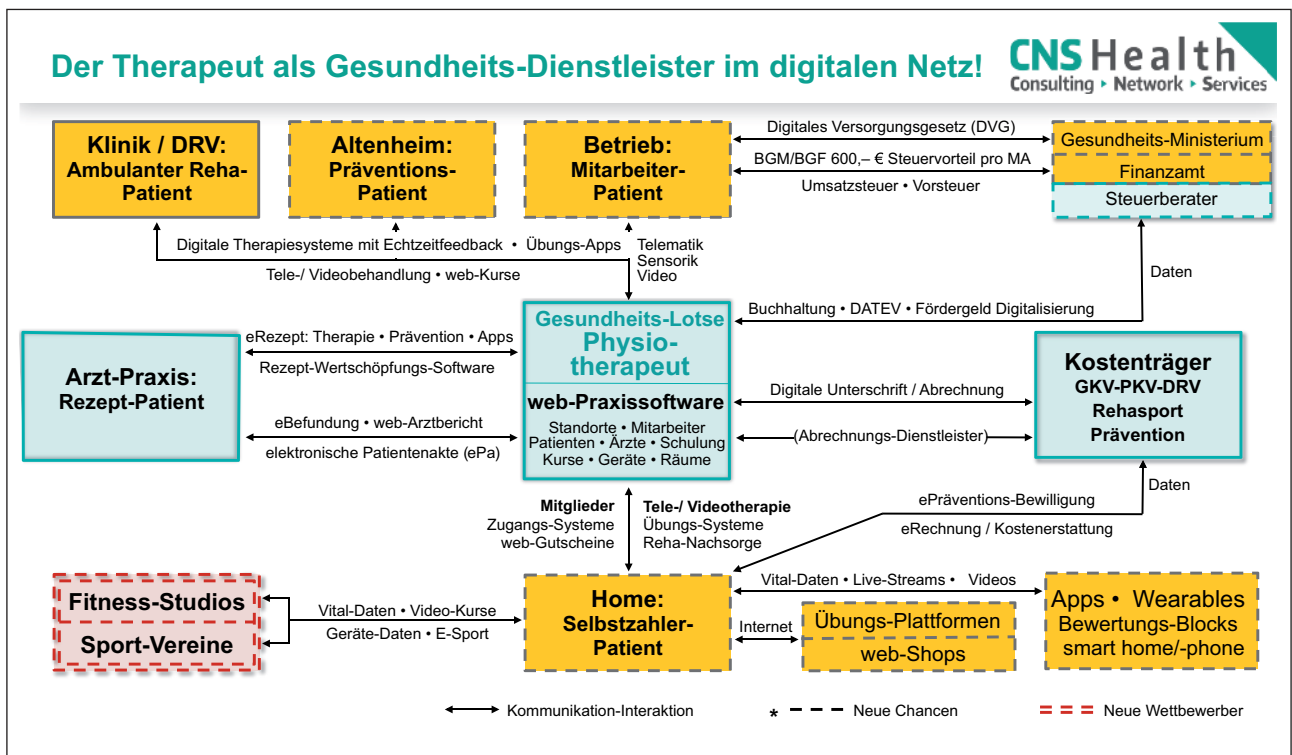 Der Therapeut als Gesundheits-Dienstleister im digitalen Netz!
CNS Health
Consulting ▸ Network ▸ Services
Klinik / DRV:
Ambulanter Reha-
Patient
Altenheim:
Präventions-
Patient
Betrieb:
Mitarbeiter-
Patient
Digitales Versorgungsgesetz (DVG)
BGM/BGF 600,– € Steuervorteil pro MA
Umsatzsteuer • Vorsteuer
Gesundheits-Ministerium
Finanzamt
Steuerberater
Digitale Therapiesysteme mit Echtzeitfeedback • Übungs-Apps
Tele-/ Videobehandlung • web-Kurse
Telematik
Sensorik
Video
Daten
Buchhaltung • DATEV • Fördergeld Digitalisierung
Arzt-Praxis:
Rezept-Patient
eRezept: Therapie • Prävention • Apps
Rezept-Wertschöpfungs-Software
eBefundung • web-Arztbericht
elektronische Patientenakte (ePa)
Gesundheits-Lotse
Physio-
therapeut
web-Praxissoftware
Standorte • Mitarbeiter
Patienten • Ärzte • Schulung
Kurse • Geräte • Räume
Digitale Unterschrift / Abrechnung
(Abrechnungs-Dienstleister)
Kostenträger
GKV-PKV-DRV
Rehasport
Prävention
Daten
Mitglieder
Zugangs-Systeme
web-Gutscheine
Tele-/ Videotherapie
Übungs-Systeme
Reha-Nachsorge
ePräventions-Bewilligung
eRechnung / Kostenerstattung
Fitness-Studios
Sport-Vereine
Vital-Daten • Video-Kurse
Geräte-Daten • E-Sport
Home:
Selbstzahler-
Patient
Vital-Daten • Live-Streams • Videos
Internet
Übungs-Plattformen
web-Shops
Apps • Wearables
Bewertungs-Blocks
smart home/-phone
Kommunikation-Interaktion
* Neue Chancen
Neue Wettbewerber